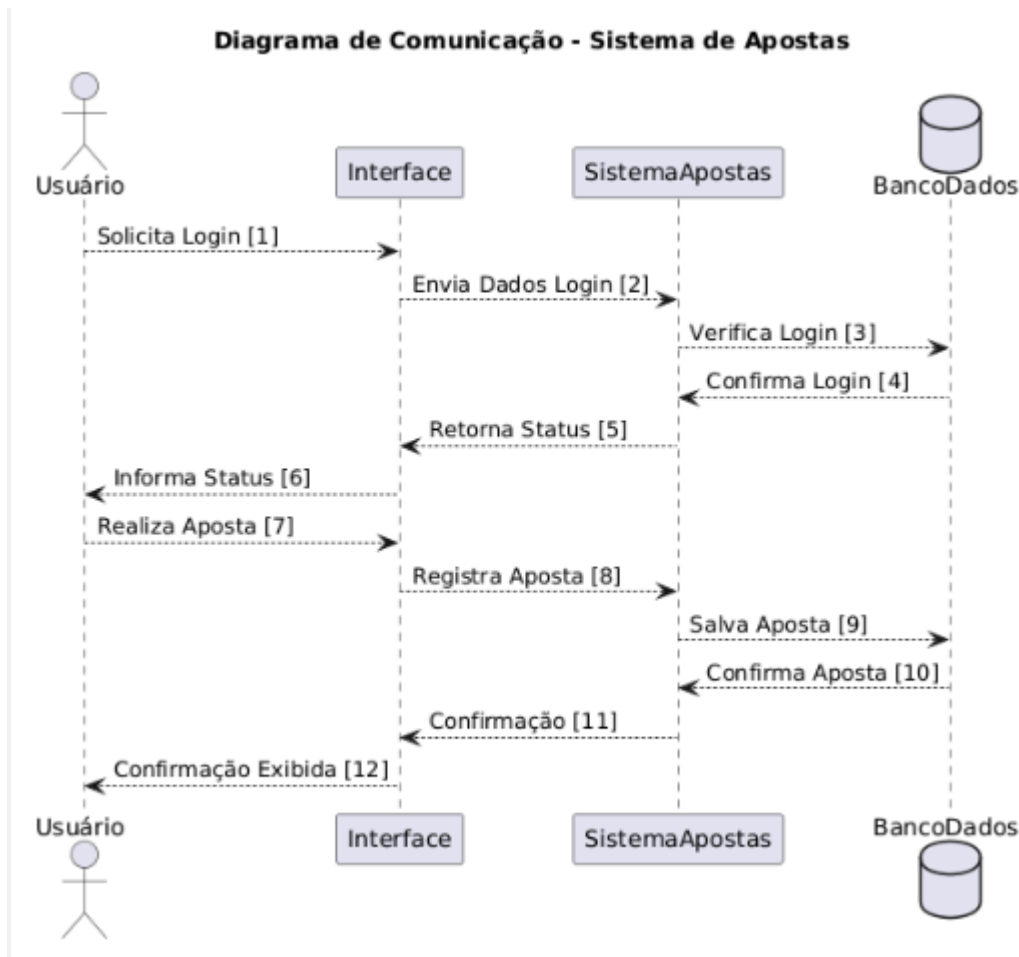 Diagrama de Comunicação - Sistema de Apostas
Usuário
Interface
SistemaApostas
BancoDados
Solicita Login [1]
Envia Dados Login [2]
Verifica Login [3]
Confirma Login [4]
Retorna Status [5]
Informa Status [6]
Realiza Aposta [7]
Registra Aposta [8]
Salva Aposta [9]
Confirma Aposta [10]
Confirmação [11]
Confirmação Exibida [12]
Usuário
Interface
SistemaApostas
BancoDados